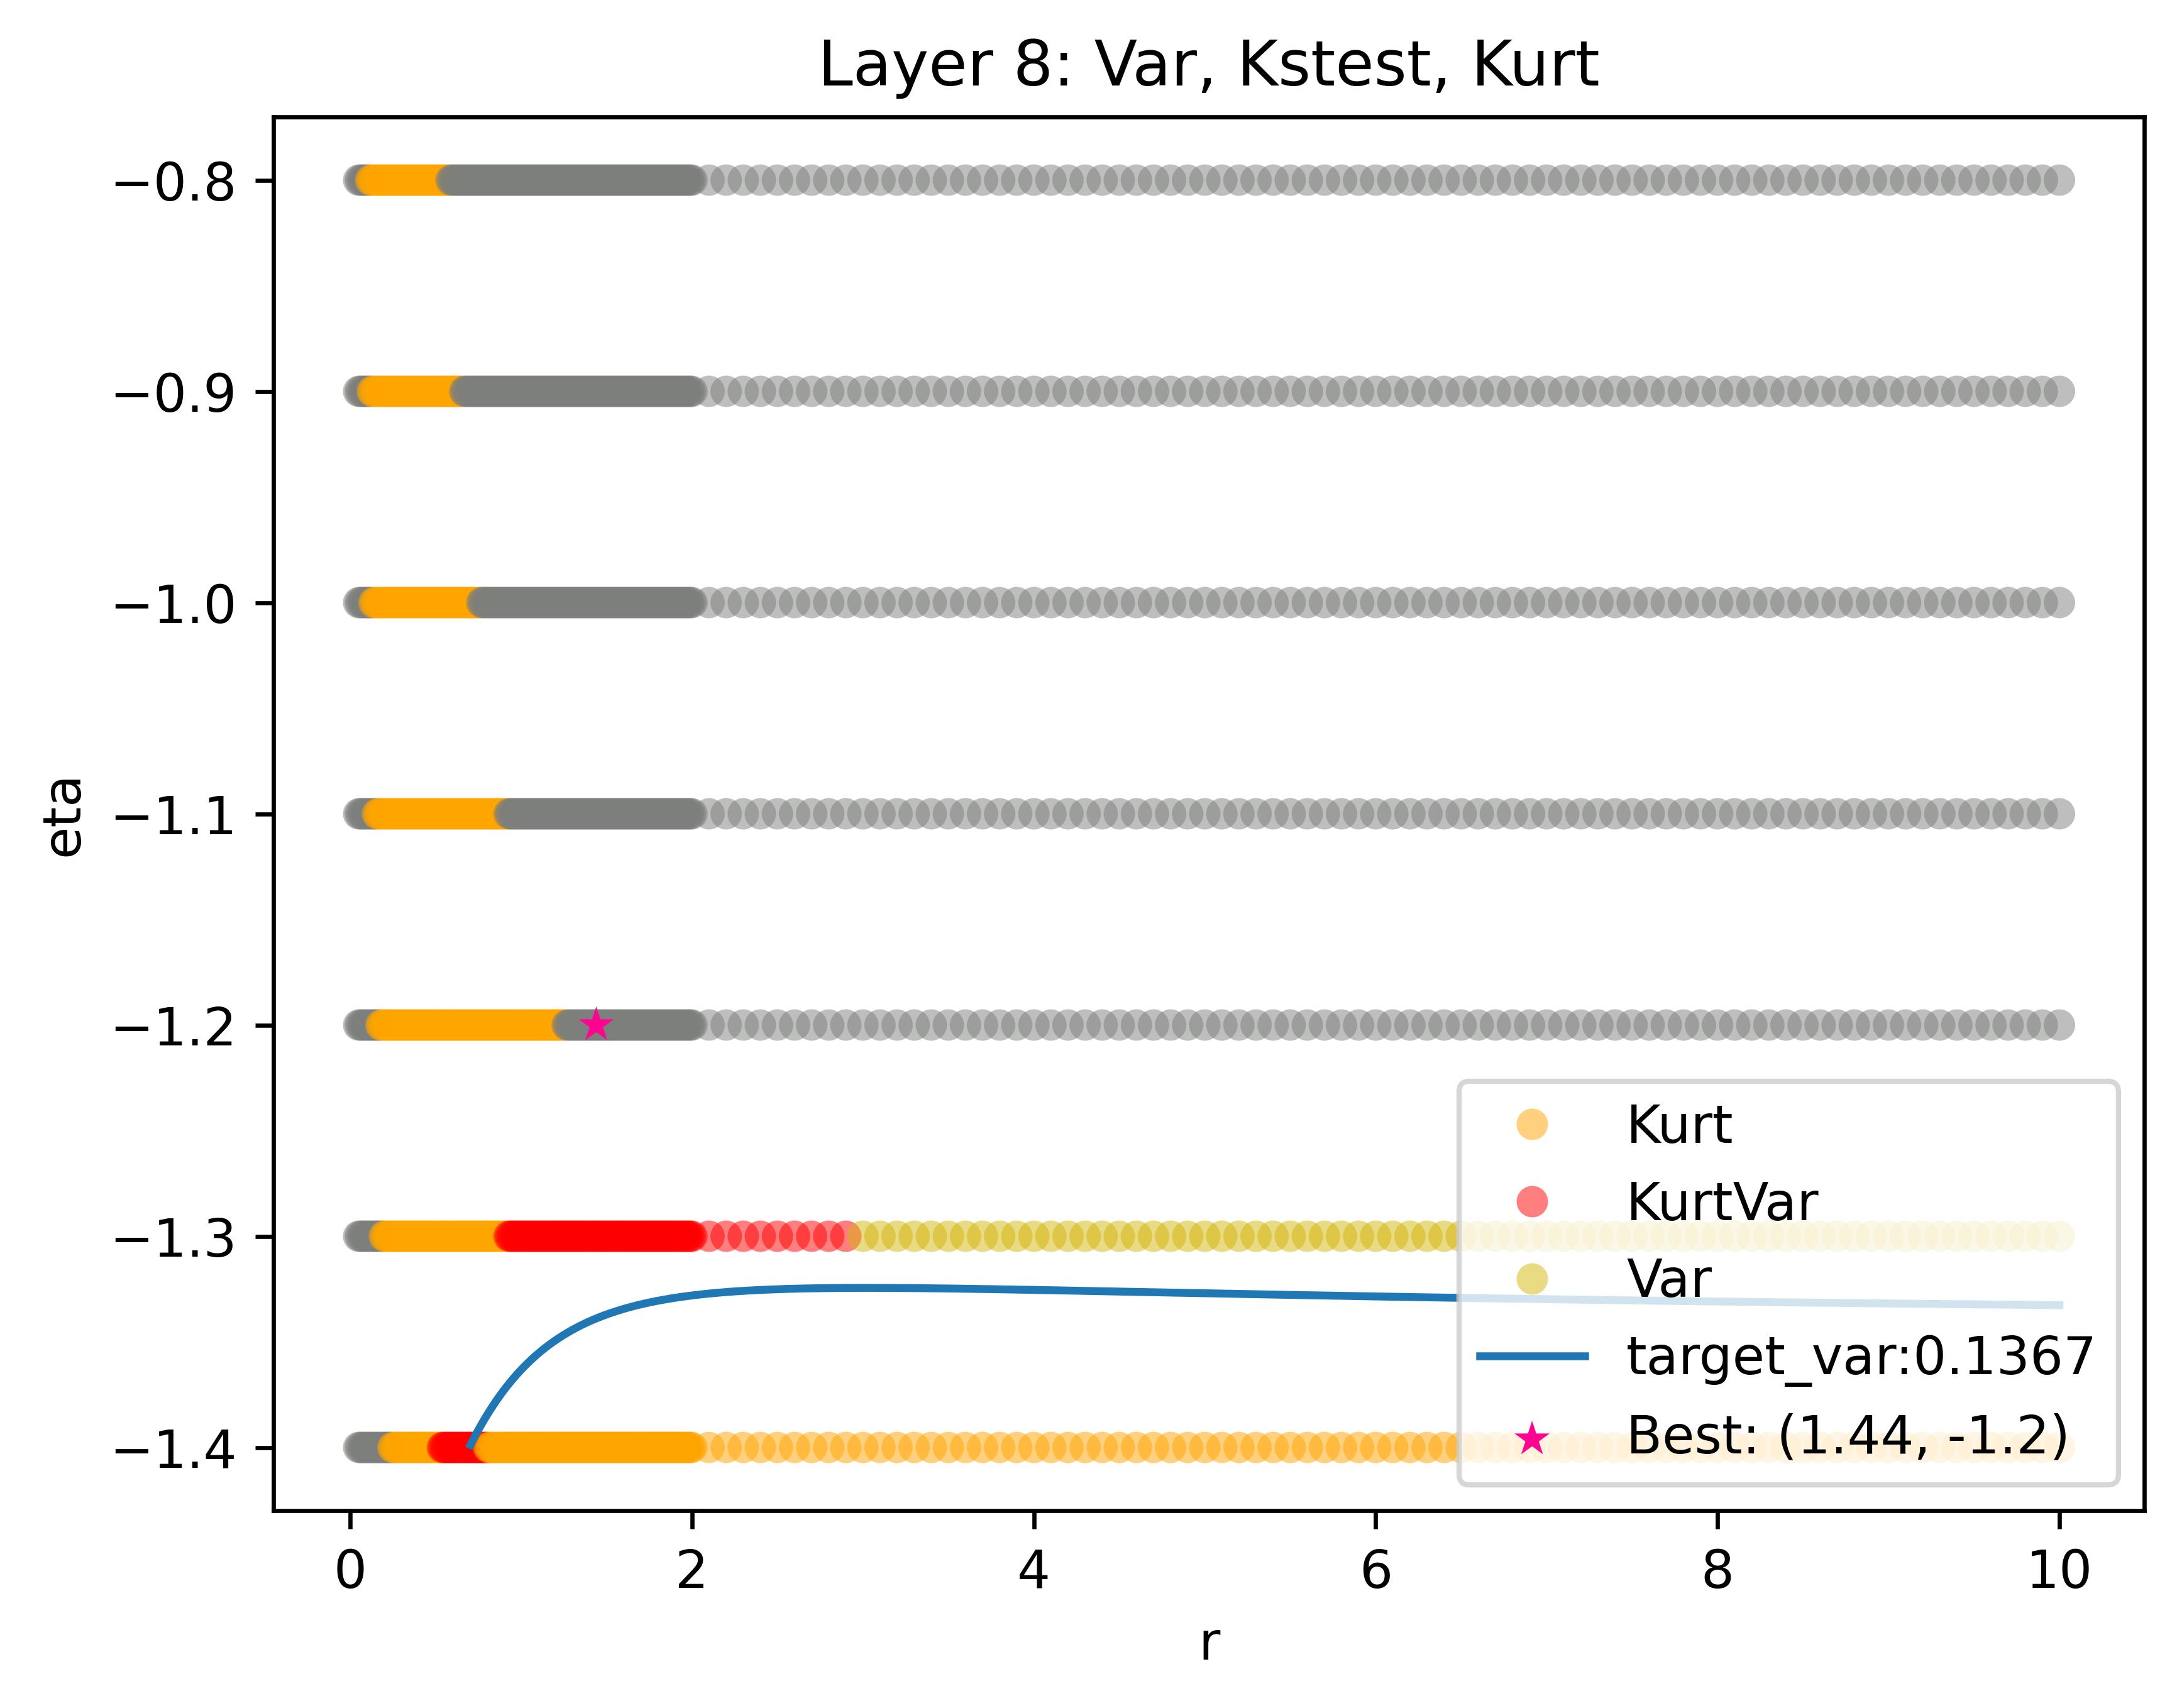 Layer 8: Var, Kstest, Kurt
−0.8
−0.9
−1.0
−1.1
−1.2
−1.3
−1.4
eta
Kurt
KurtVar
Var
target_var:0.1367
Best: (1.44, -1.2)
0 2 4 6 8 10
r